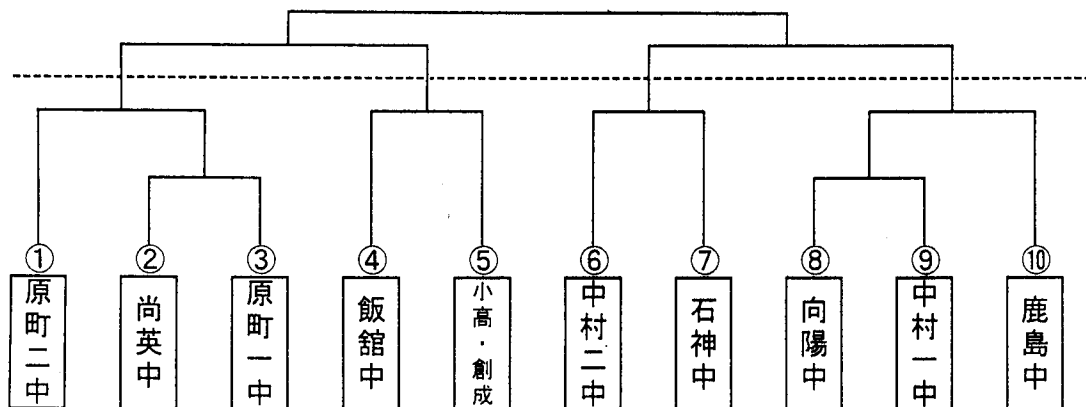 ①
②
③
④
⑤
⑥
⑦
⑧
⑨
⑩
原町二中
尚英中
原町一中
飯舘中
小高・創成
中村二中
石神中
向陽中
中村一中
鹿島中